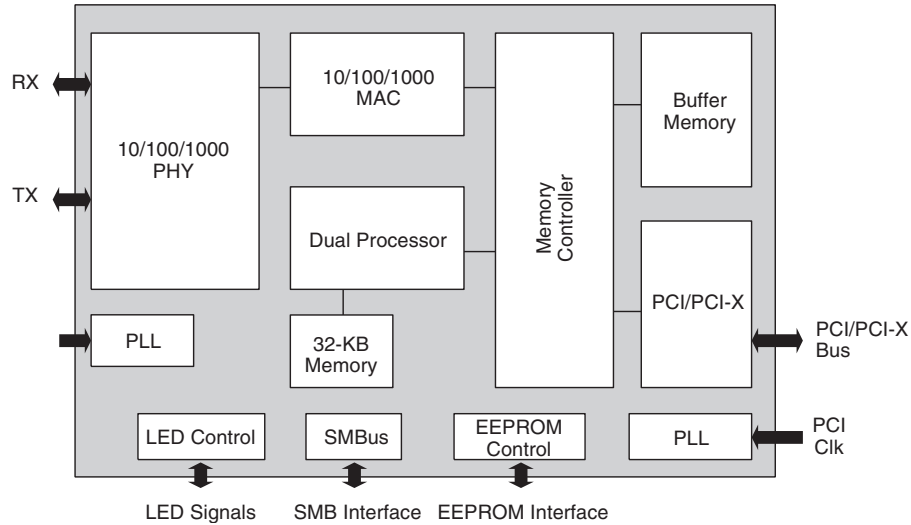 RX
TX
10/100/1000
PHY
10/100/1000
MAC
Memory
Controller
Buffer
Memory
Dual Processor
PCI/PCI-X
PCI/PCI-X
Bus
PLL
32-KB
Memory
LED Control
SMBus
EEPROM
Control
PLL
PCI
Clk
LED Signals
SMB Interface
EEPROM Interface